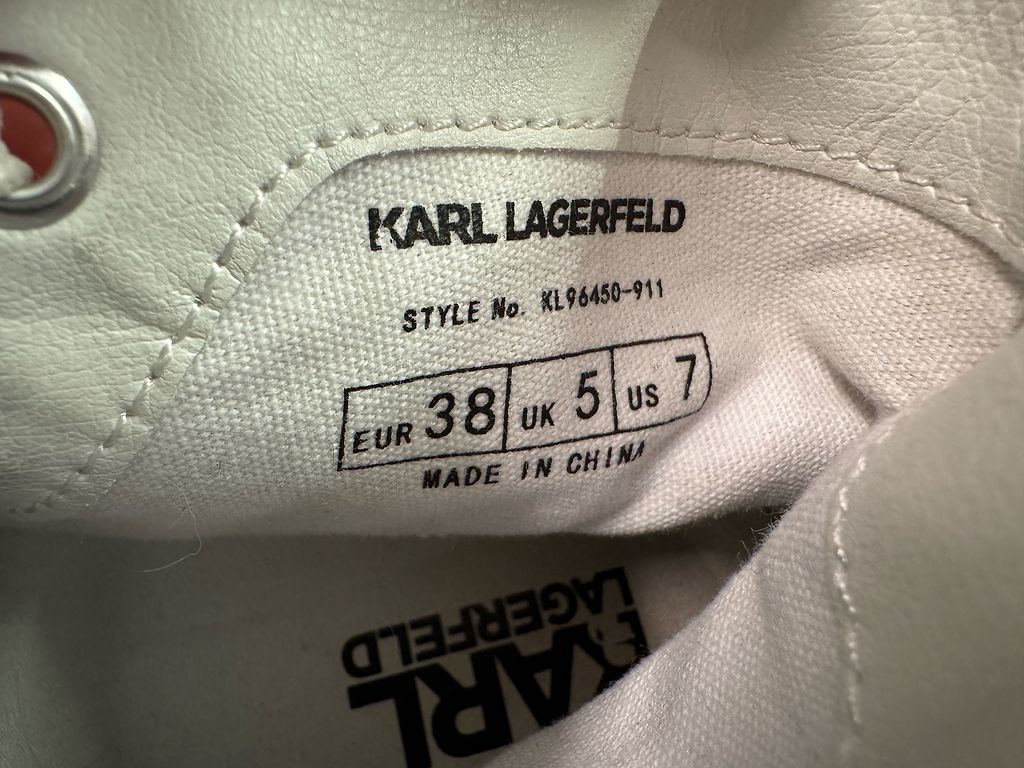 KARL LAGERFELD
STYLE No. KL96450-911
EUR 38 UK 5 US 7
MADE IN CHINA
KARL
LAGERFELD